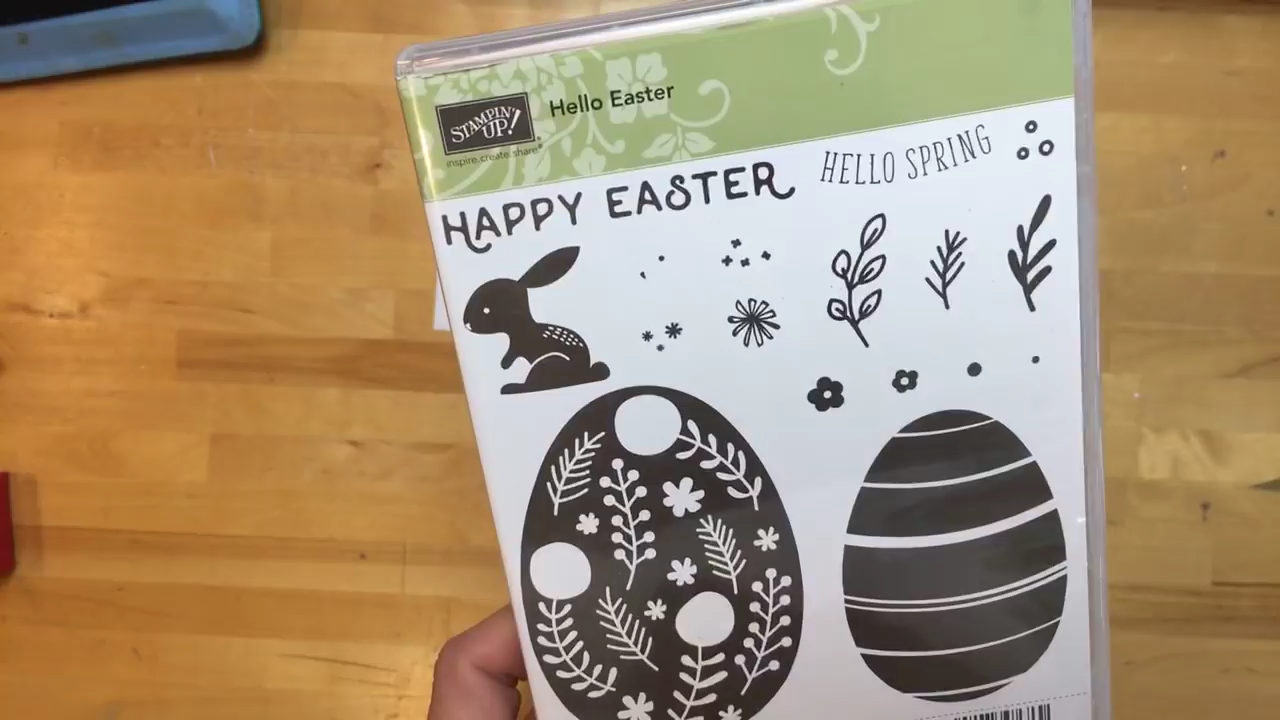 Hello Easter
STAMPIN' UP!®
inspire.create.share®
HAPPY EASTER
HELLO SPRING